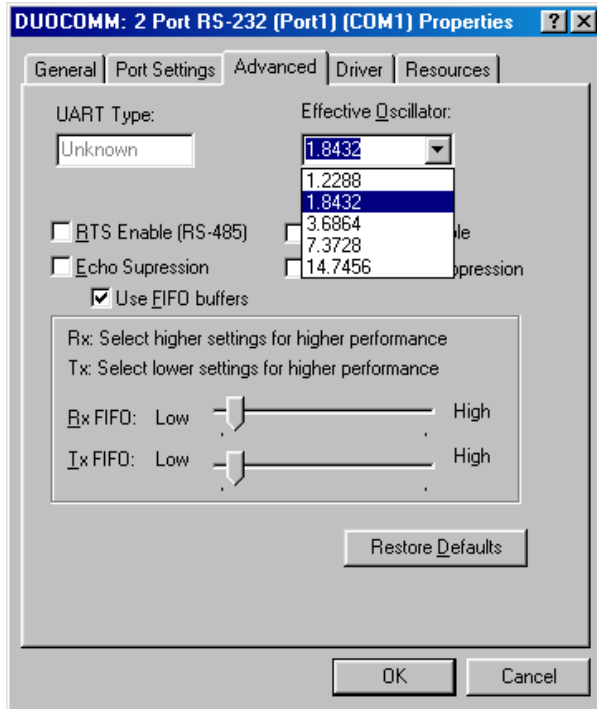 DUOCOMM: 2 Port RS-232 (Port1) (COM1) Properties
General Port Settings Advanced Driver Resources
UART Type:
Effective Oscillator:
Unknown
1.8432
1.2288
1.8432
3.6864
7.3728
14.7456
RTS Enable (RS-485)
Echo Supression
Use FIFO buffers
Rx: Select higher settings for higher performance
Tx: Select lower settings for higher performance
Rx FIFO: Low High
Tx FIFO: Low High
Restore Defaults
OK Cancel